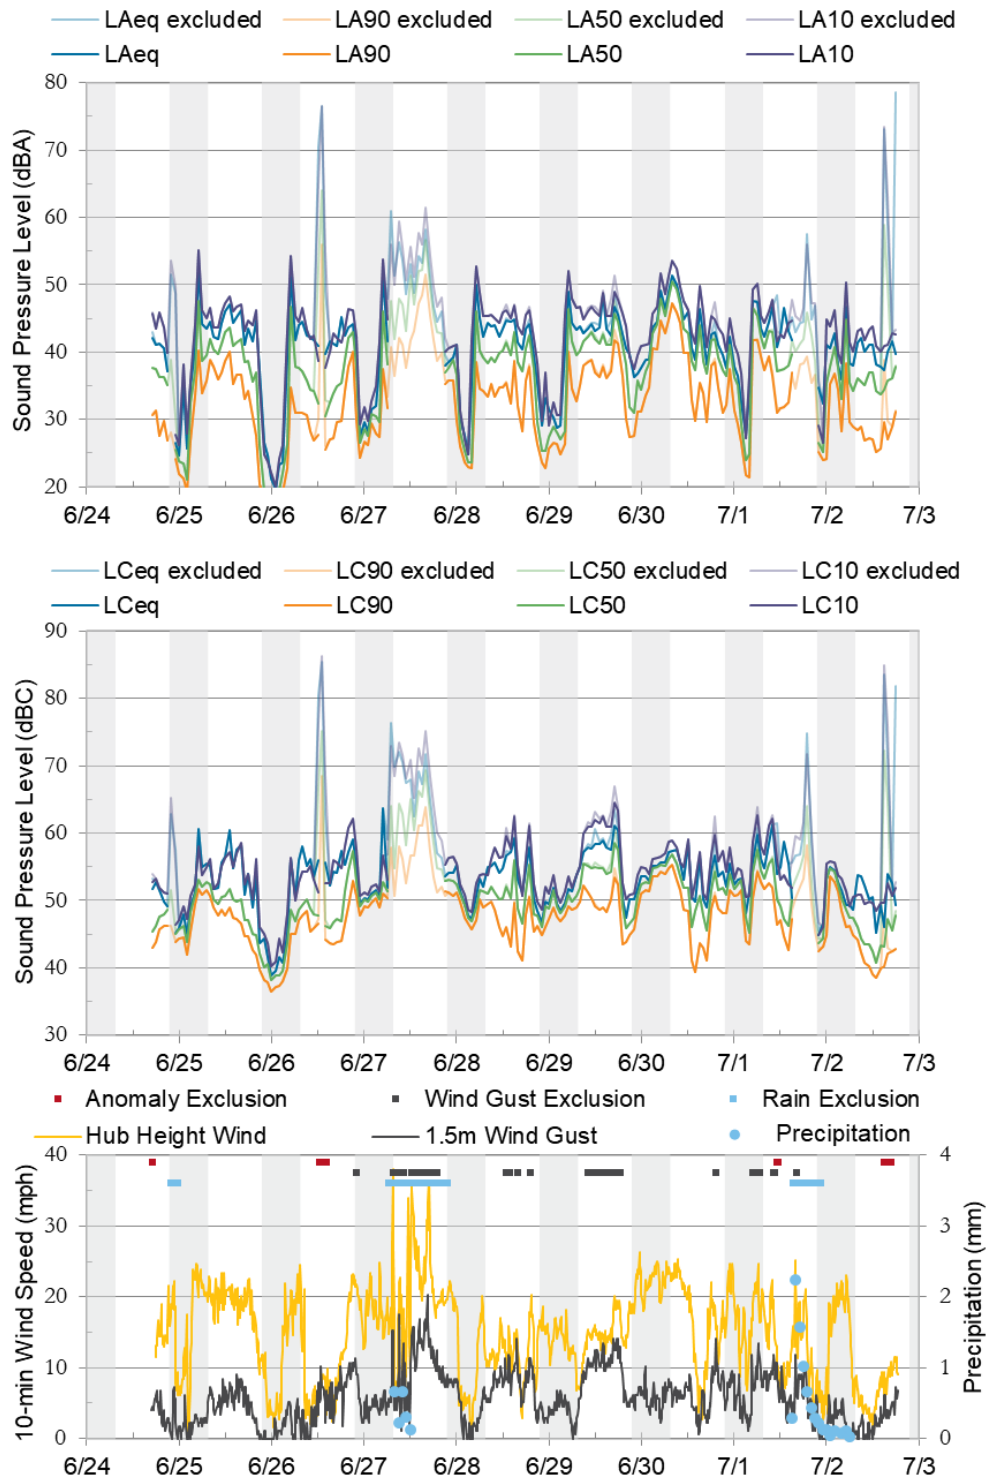 LAeq excluded LA90 excluded LA50 excluded LA10 excluded
LAeq LA90 LA50 LA10
Sound Pressure Level (dBA)
80
70
60
50
40
30
20
6/24 6/25 6/26 6/27 6/28 6/29 6/30 7/1 7/2 7/3
LCeq excluded LC90 excluded LC50 excluded LC10 excluded
LCeq LC90 LC50 LC10
Sound Pressure Level (dBC)
90
80
70
60
50
40
30
6/24 6/25 6/26 6/27 6/28 6/29 6/30 7/1 7/2 7/3
Anomaly Exclusion Wind Gust Exclusion Rain Exclusion
Hub Height Wind 1.5m Wind Gust Precipitation
10-min Wind Speed (mph)
40 4
30 3
20 2
10 1
0 0
Precipitation (mm)
6/24 6/25 6/26 6/27 6/28 6/29 6/30 7/1 7/2 7/3